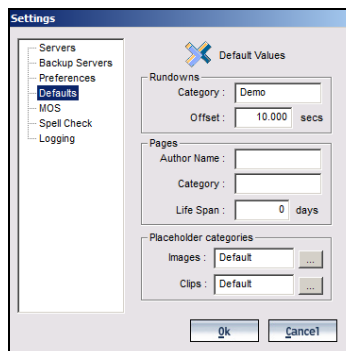 Settings
Servers
Backup Servers
Preferences
Defaults
MOS
Spell Check
Logging
Default Values
Rundowns
Category : Demo
Offset : 10.000 secs
Pages
Author Name :
Category :
Life Span : 0 days
Placeholder categories
Images : Default ...
Clips : Default ...
Ok Cancel